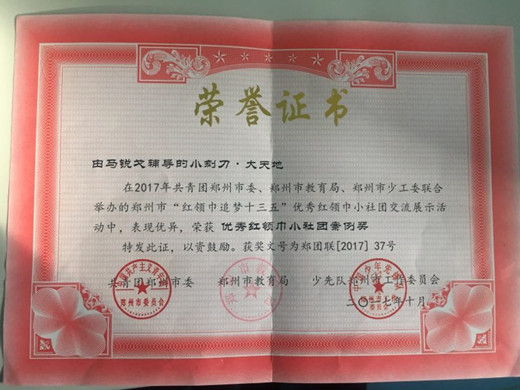 荣誉证书
由马锐戈辅导的小刻刀·大天地
在2017年共青团郑州市委、郑州市教育局、郑州市少工委联合
举办的郑州市“红领巾追梦十三五”优秀红领巾小社团交流展示活
动中，表现优异，荣获 优秀红领巾小社团案例奖
特发此证，以资鼓励。获奖文号为郑团联[2017] 37号
共青团郑州市委 郑州市教育局 少先队郑州市工作委员会
郑州市委员会
二〇一七年十月